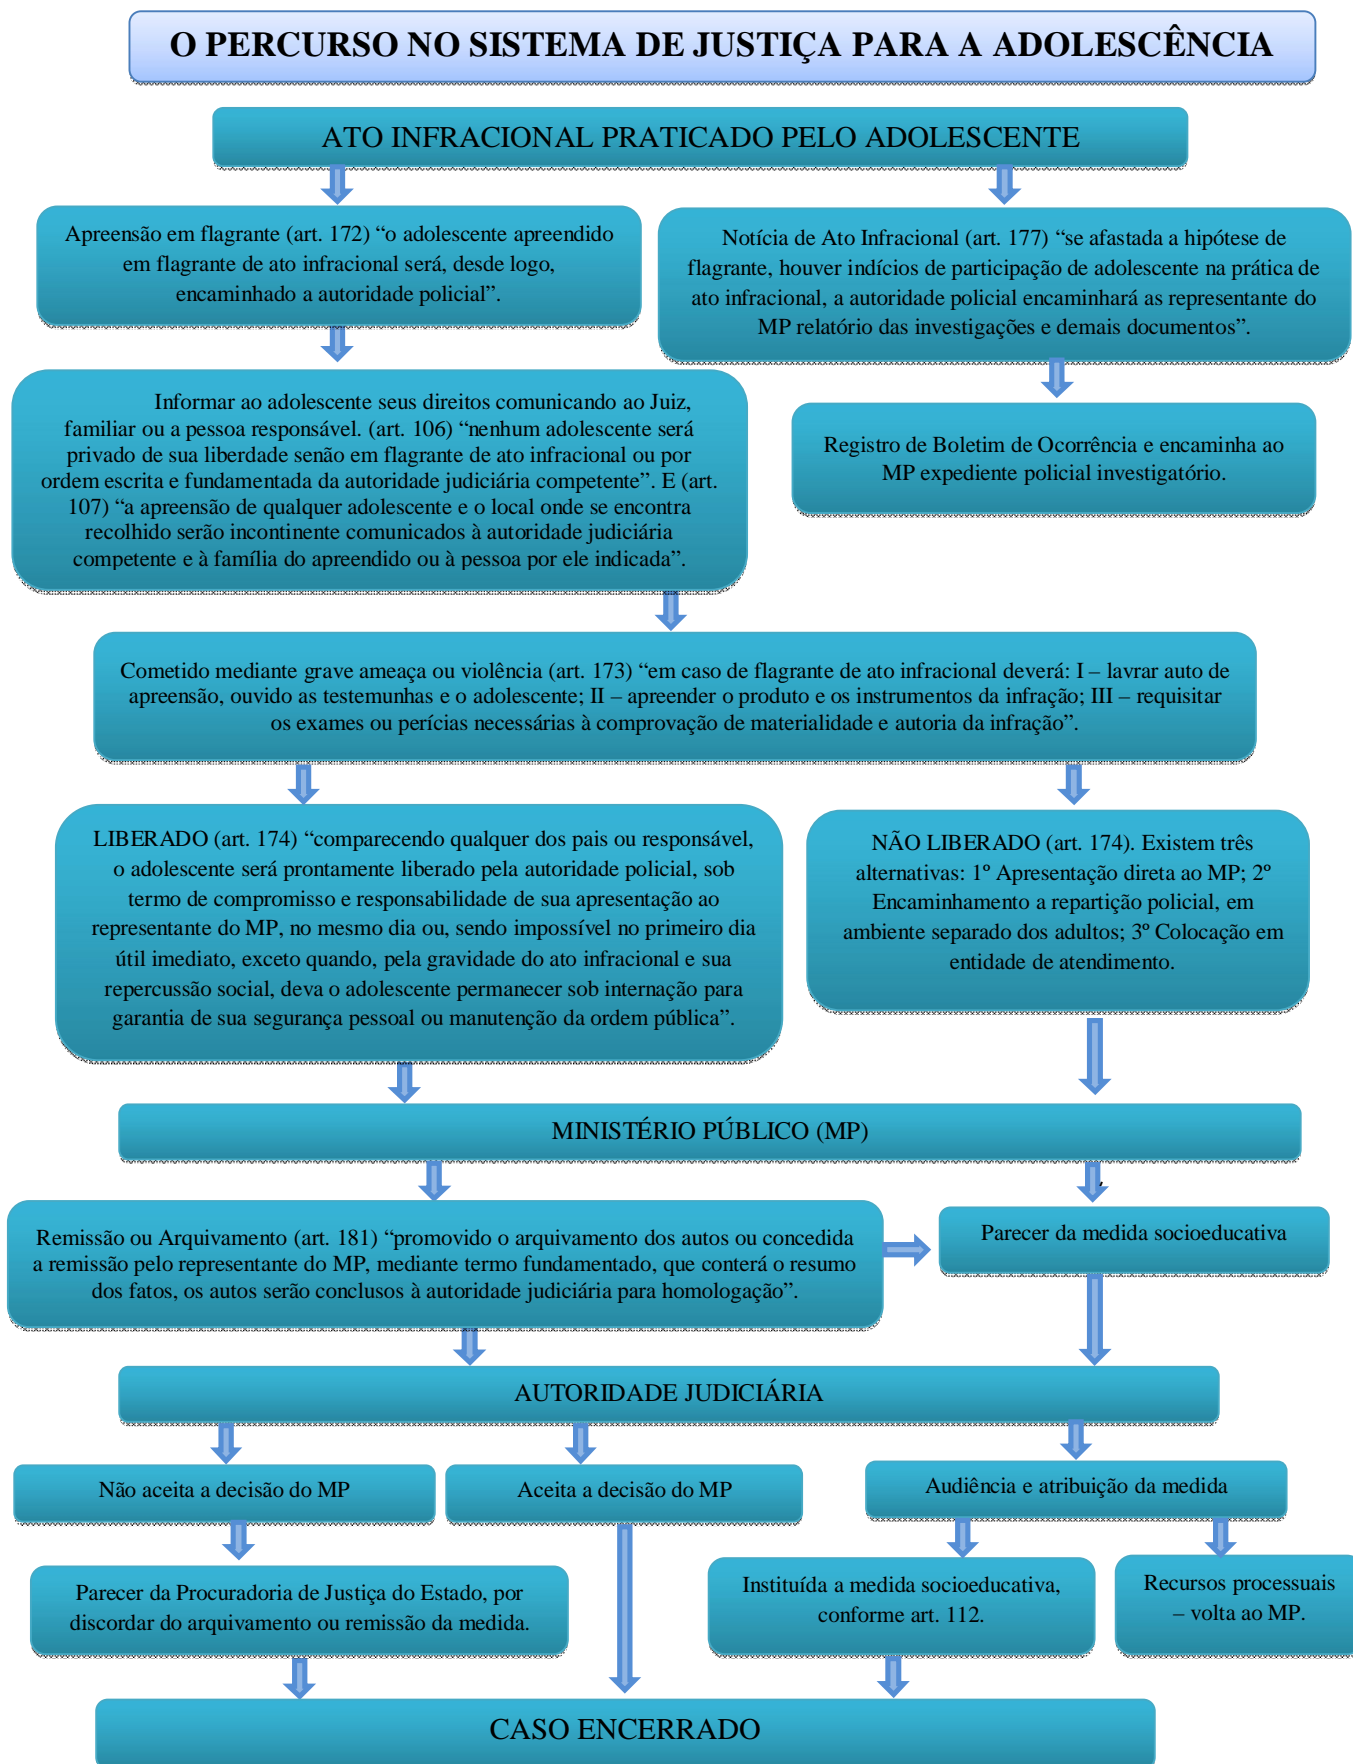 O PERCURSO NO SISTEMA DE JUSTIÇA PARA A ADOLESCÊNCIA
ATO INFRACIONAL PRATICADO PELO ADOLESCENTE
Apreensão em flagrante (art. 172) “o adolescente apreendido
em flagrante de ato infracional será, desde logo,
encaminhado a autoridade policial”.
Notícia de Ato Infracional (art. 177) “se afastada a hipótese de
flagrante, houver indícios de participação de adolescente na prática de
ato infracional, a autoridade policial encaminhará as representante do
MP relatório das investigações e demais documentos”.
Informar ao adolescente seus direitos comunicando ao Juiz,
familiar ou a pessoa responsável. (art. 106) “nenhum adolescente será
privado de sua liberdade senão em flagrante de ato infracional ou por
ordem escrita e fundamentada da autoridade judiciária competente”. E (art.
107) “a apreensão de qualquer adolescente e o local onde se encontra
recolhido serão incontinente comunicados à autoridade judiciária
competente e à família do apreendido ou à pessoa por ele indicada”.
Registro de Boletim de Ocorrência e encaminha ao
MP expediente policial investigatório.
Cometido mediante grave ameaça ou violência (art. 173) “em caso de flagrante de ato infracional deverá: I – lavrar auto de
apreensão, ouvido as testemunhas e o adolescente; II – apreender o produto e os instrumentos da infração; III – requisitar
os exames ou perícias necessárias à comprovação de materialidade e autoria da infração”.
LIBERADO (art. 174) “comparecendo qualquer dos pais ou responsável,
o adolescente será prontamente liberado pela autoridade policial, sob
termo de compromisso e responsabilidade de sua apresentação ao
representante do MP, no mesmo dia ou, sendo impossível no primeiro dia
útil imediato, exceto quando, pela gravidade do ato infracional e sua
repercussão social, deva o adolescente permanecer sob internação para
garantia de sua segurança pessoal ou manutenção da ordem pública”.
NÃO LIBERADO (art. 174). Existem três
alternativas: 1º Apresentação direta ao MP; 2º
Encaminhamento a repartição policial, em
ambiente separado dos adultos; 3º Colocação em
entidade de atendimento.
MINISTÉRIO PÚBLICO (MP)
,
Remissão ou Arquivamento (art. 181) “promovido o arquivamento dos autos ou concedida
a remissão pelo representante do MP, mediante termo fundamentado, que conterá o resumo
dos fatos, os autos serão conclusos à autoridade judiciária para homologação”.
Parecer da medida socioeducativa
AUTORIDADE JUDICIÁRIA
Não aceita a decisão do MP
Aceita a decisão do MP
Audiência e atribuição da medida
Parecer da Procuradoria de Justiça do Estado, por
discordar do arquivamento ou remissão da medida.
Instituída a medida socioeducativa,
conforme art. 112.
Recursos processuais
– volta ao MP.
CASO ENCERRADO